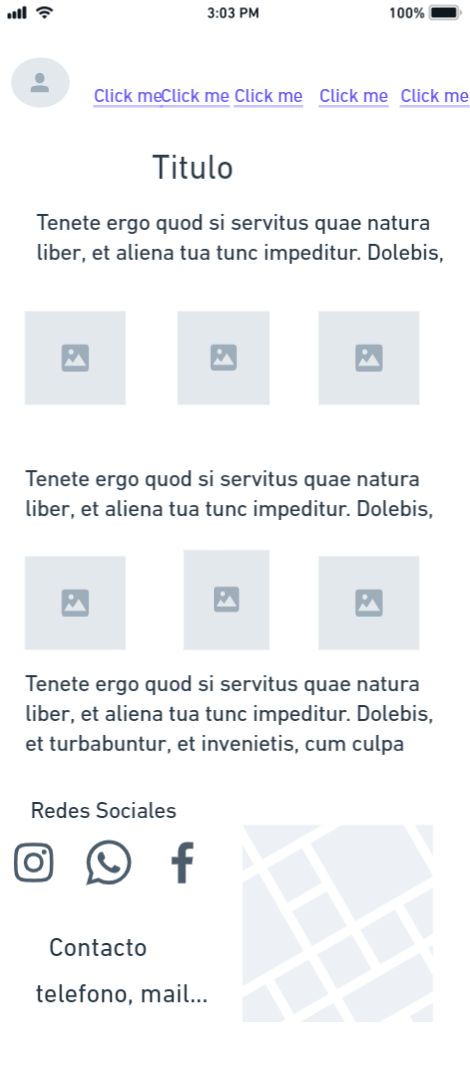 3:03 PM
100%
Click me Click me Click me Click me Click me
Titulo
Tenete ergo quod si servitus quae natura
liber, et aliena tua tunc impeditur. Dolebis,
Tenete ergo quod si servitus quae natura
liber, et aliena tua tunc impeditur. Dolebis,
Tenete ergo quod si servitus quae natura
liber, et aliena tua tunc impeditur. Dolebis,
et turbabuntur, et invenietis, cum culpa
Redes Sociales
Contacto
telefono, mail...